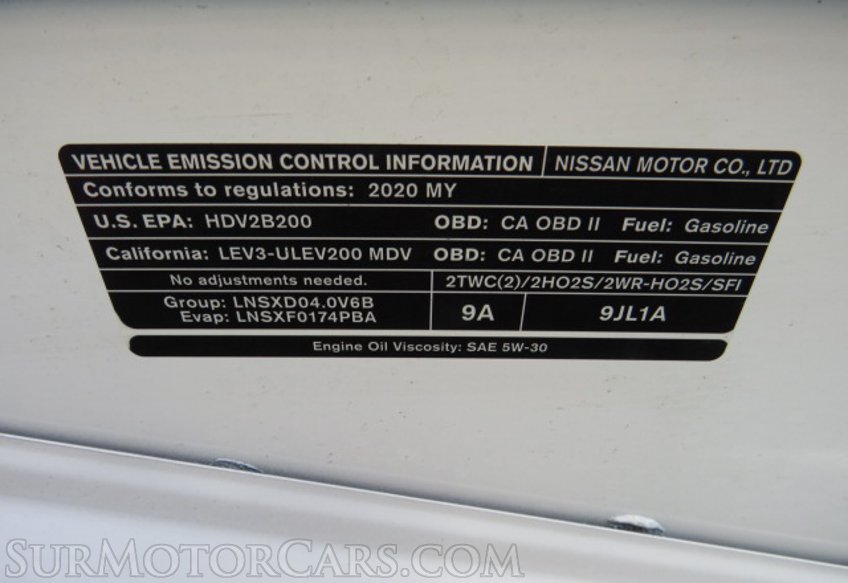 VEHICLE EMISSION CONTROL INFORMATION NISSAN MOTOR CO., LTD
Conforms to regulations: 2020 MY
U.S. EPA: HDV2B200 OBD: CA OBD II Fuel: Gasoline
California: LEV3-ULEV200 MDV OBD: CA OBD II Fuel: Gasoline
No adjustments needed. 2TWC(2)/2HO2S/2WR-HO2S/SFI
Group: LNSXD04.0V6B
Evap: LNSXF0174PBA
9A 9JL1A
Engine Oil Viscosity: SAE 5W-30
SURMOTORCARS.COM